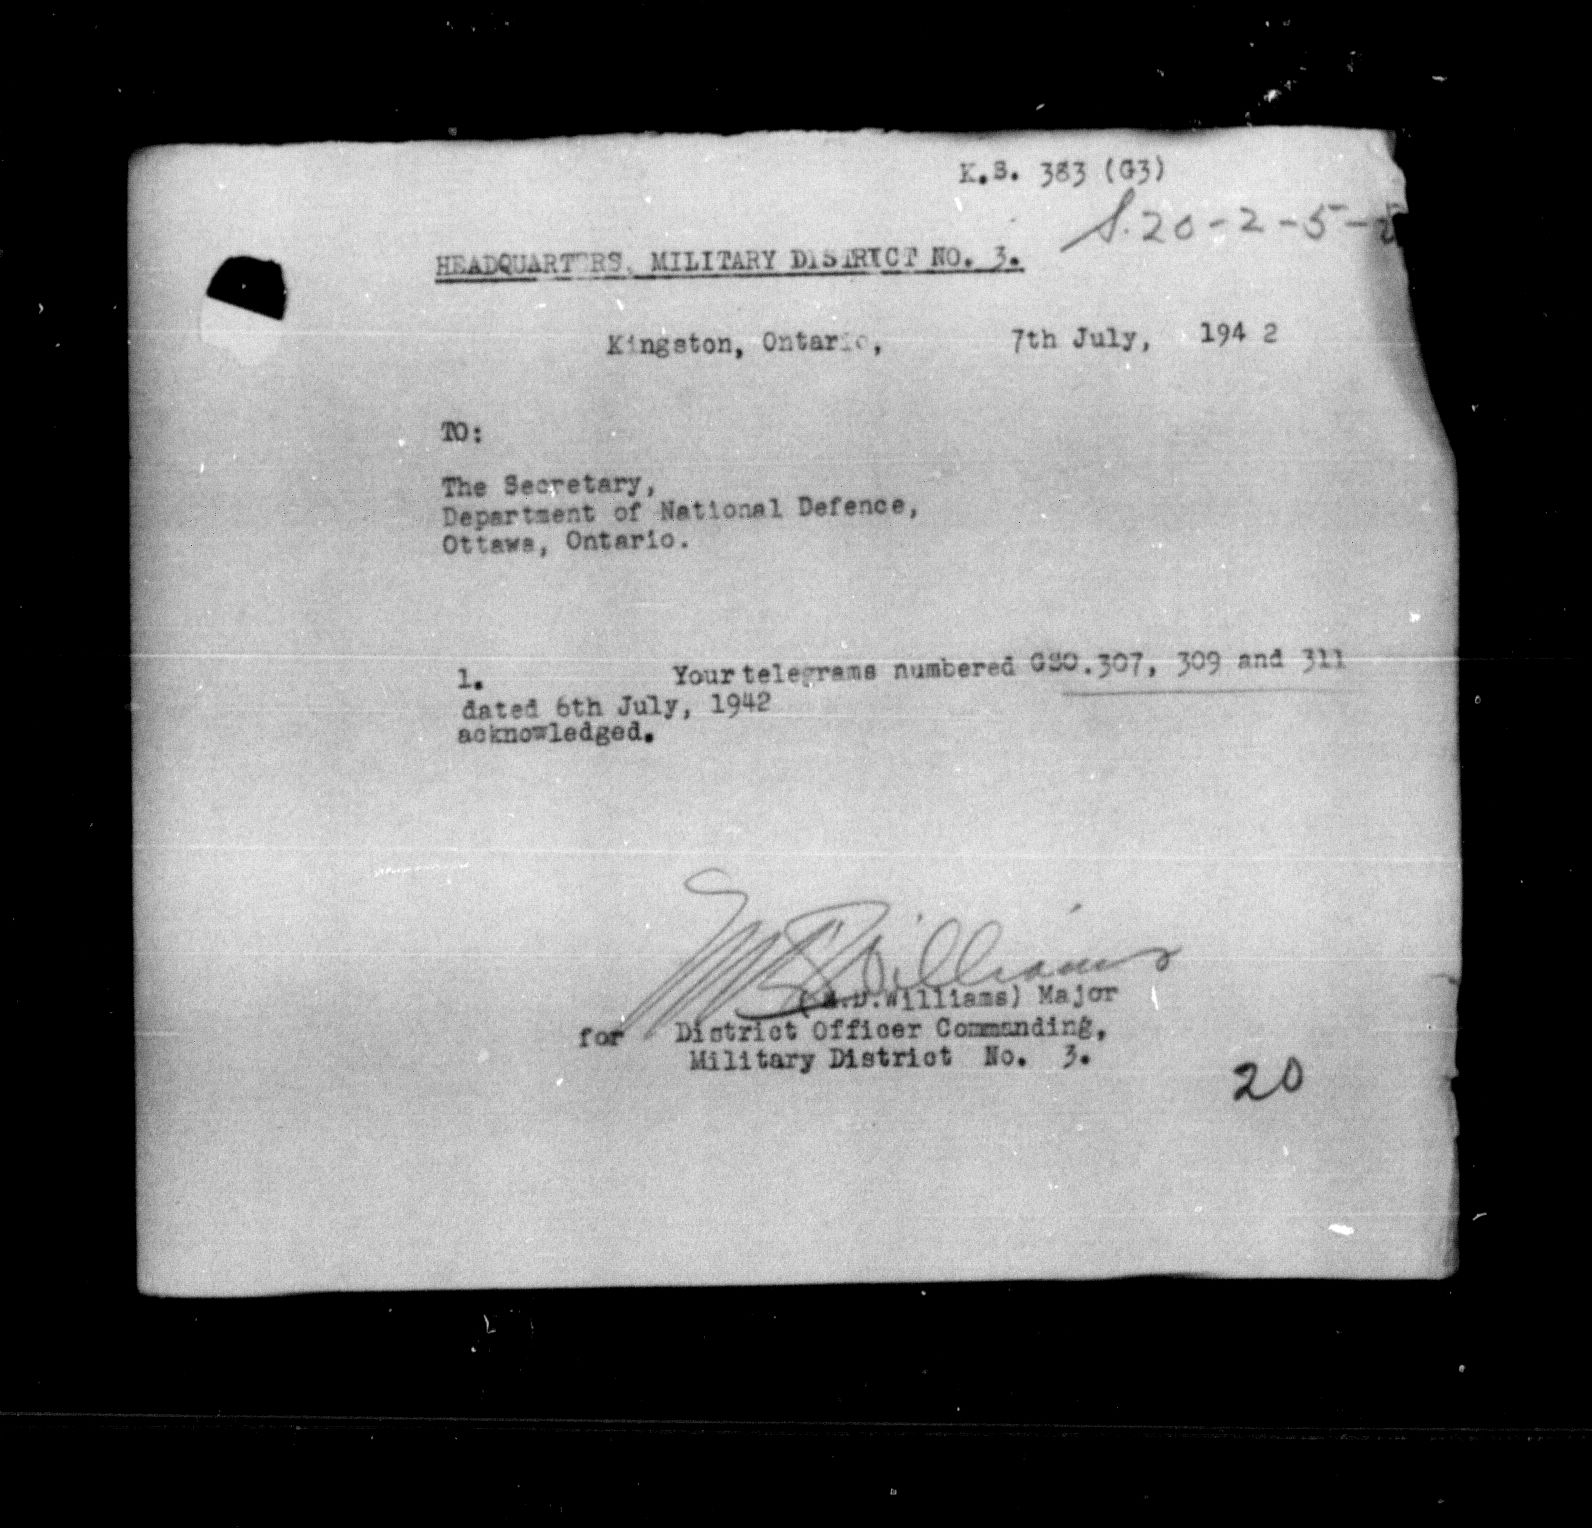 K.S. 383 (G3)
S.20-2-5-
HEADQUARTERS, MILITARY DISTRICT NO. 3.
Kingston, Ontario, 7th July, 194 2
TO:
The Secretary,
Department of National Defence,
Ottawa, Ontario.
1. Your telegrams numbered GSO.307, 309 and 311
dated 6th July, 1942
acknowledged.
Williams
.D.Williams) Major
for District Officer Commanding,
Military District No. 3.
20